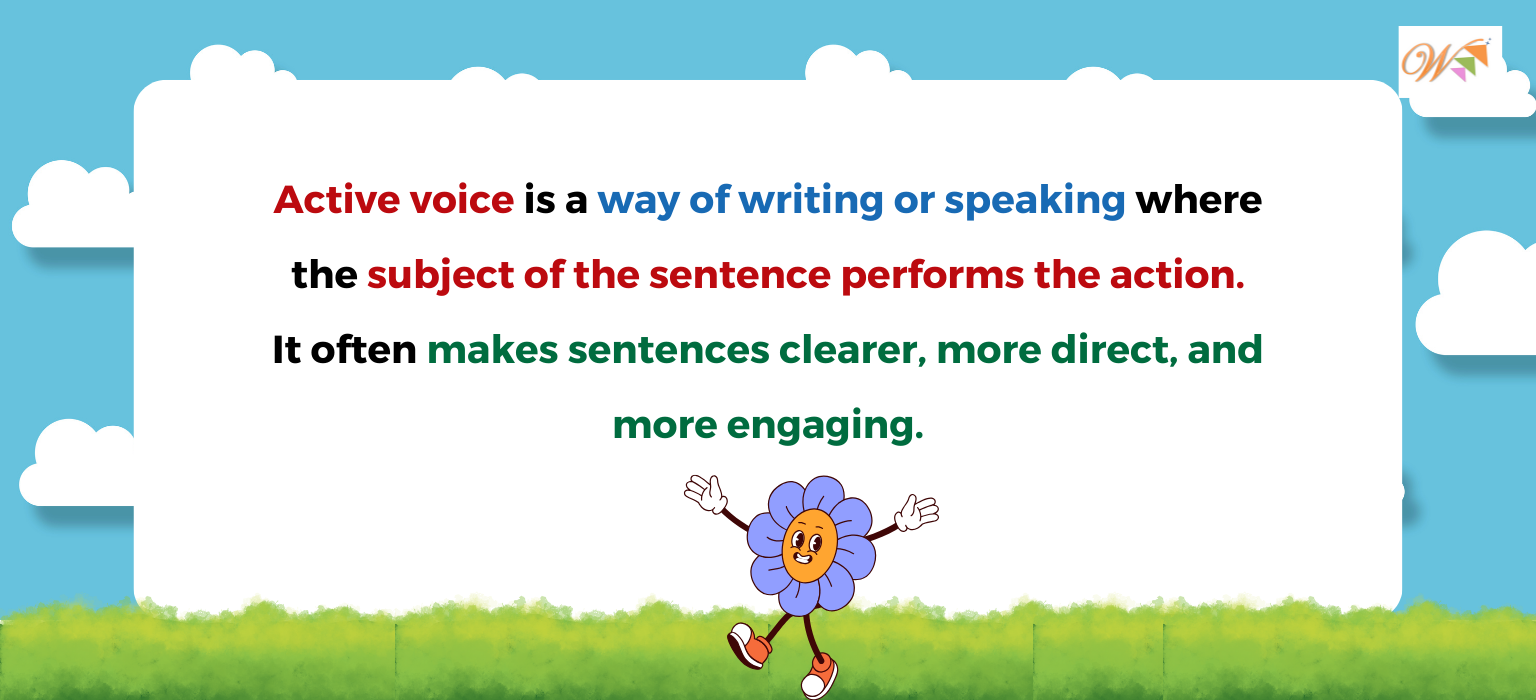 W
Active voice is a way of writing or speaking where
the subject of the sentence performs the action.
It often makes sentences clearer, more direct, and
more engaging.